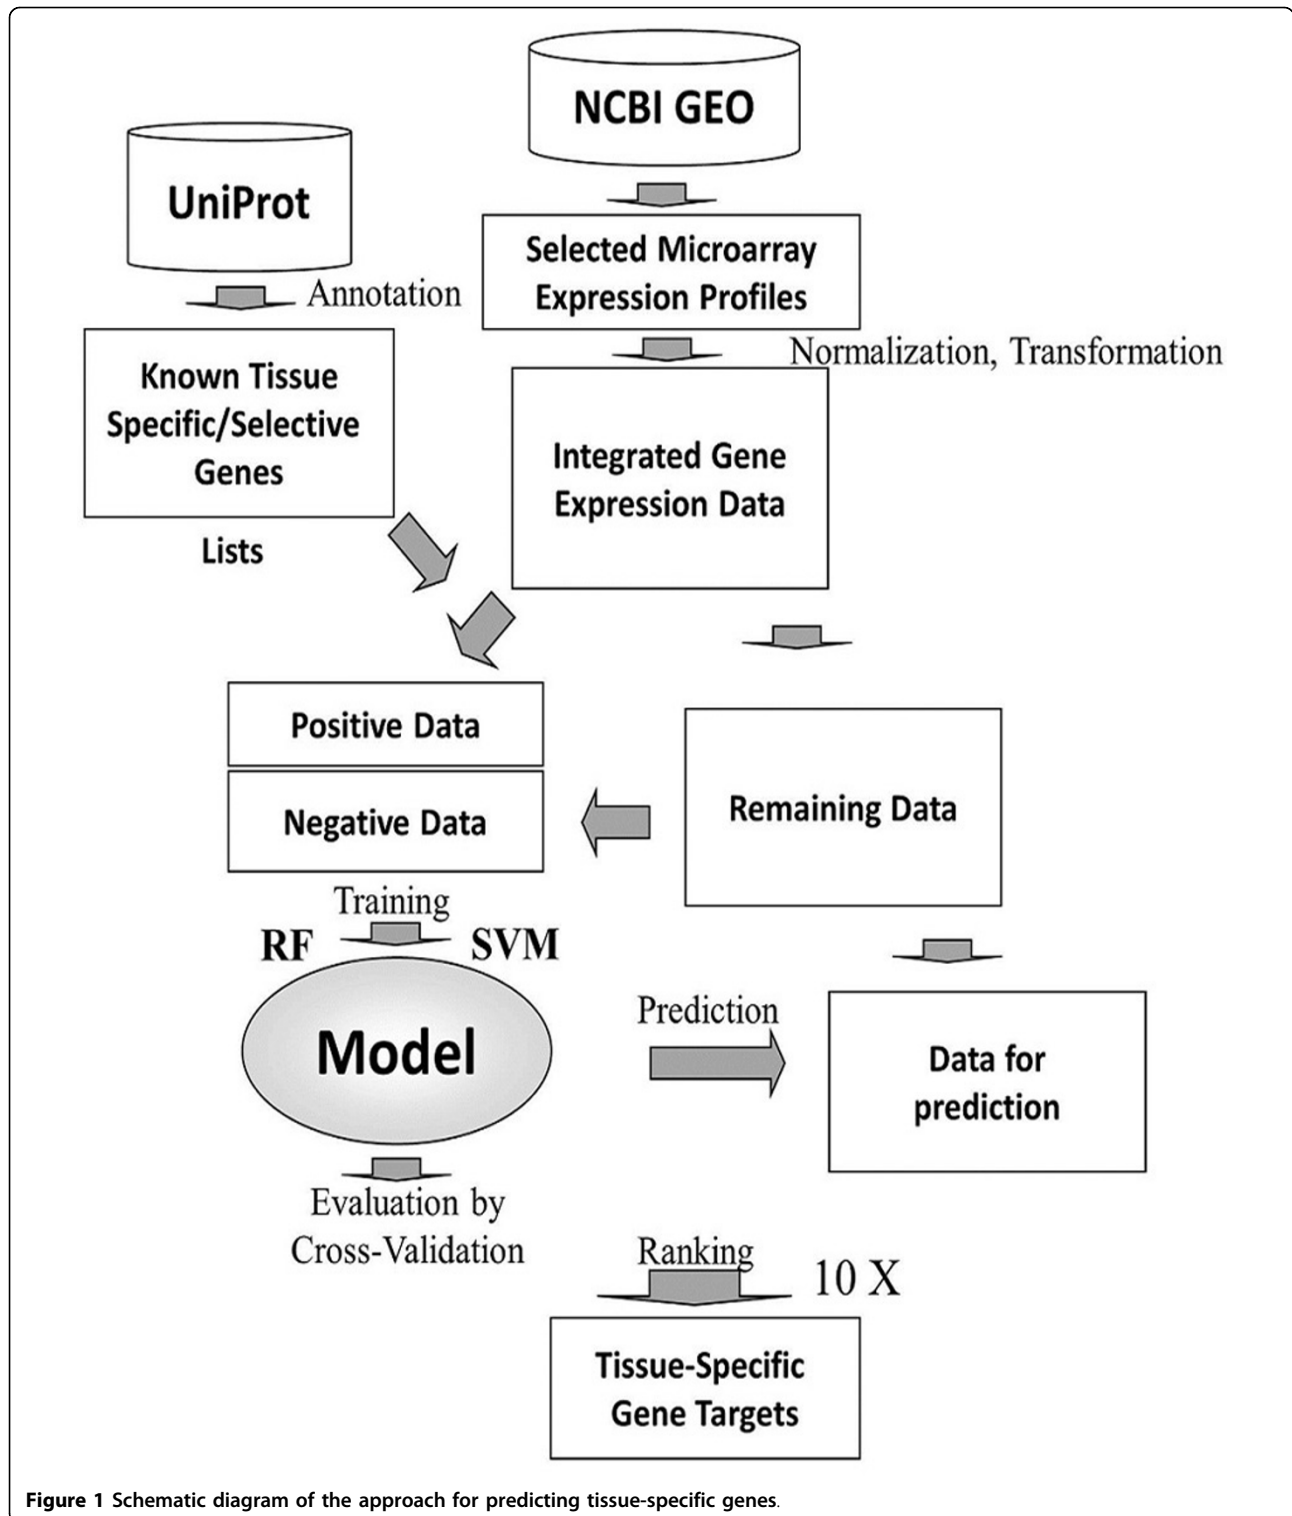 NCBI GEO
UniProt
Selected Microarray
Expression Profiles
Annotation
Normalization, Transformation
Known Tissue
Specific/Selective
Genes
Lists
Integrated Gene
Expression Data
Positive Data
Negative Data
Remaining Data
Training
RF
SVM
Model
Prediction
Data for
prediction
Evaluation by
Cross-Validation
Ranking
10 X
Tissue-Specific
Gene Targets
Figure 1 Schematic diagram of the approach for predicting tissue-specific genes.